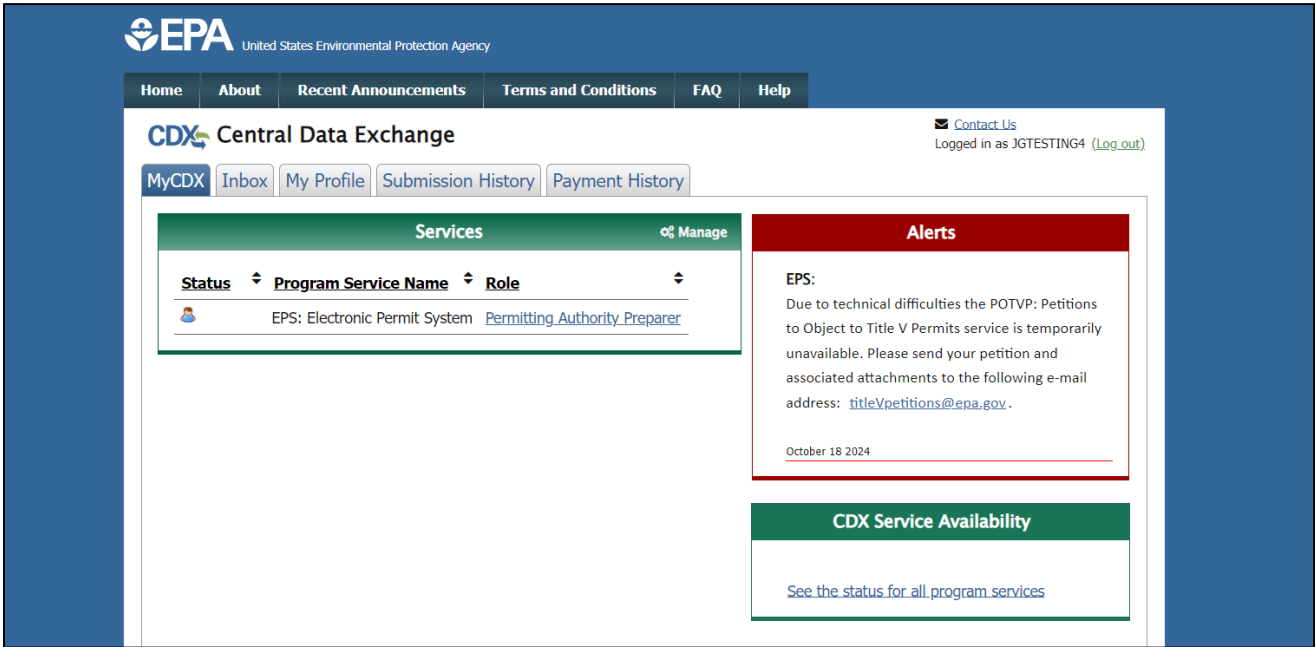 EPA United States Environmental Protection Agency
Home About Recent Announcements Terms and Conditions FAQ Help
CDX Central Data Exchange
Contact Us
Logged in as JGTESTING4 (Log out)
MyCDX Inbox My Profile Submission History Payment History
Services Manage
Status Program Service Name Role
EPS: Electronic Permit System Permitting Authority Preparer
Alerts
EPS:
Due to technical difficulties the POTVP: Petitions
to Object to Title V Permits service is temporarily
unavailable. Please send your petition and
associated attachments to the following e-mail
address: titleVpetitions@epa.gov.
October 18 2024
CDX Service Availability
See the status for all program services